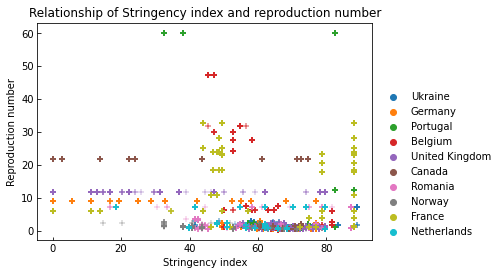 Relationship of Stringency index and reproduction number
60
50
40
30
20
10
0
Reproduction number
0 20 40 60 80
Stringency index
Ukraine
Germany
Portugal
Belgium
United Kingdom
Canada
Romania
Norway
France
Netherlands